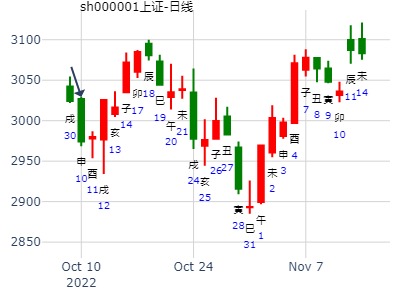 sh000001上证-日线
3100
3050
3000
2950
2900
2850
戌
30
申
10
酉
11
戌
12
亥
13
子
14
卯
17
辰
18
巳
19
午
20
未
21
戌
24
亥
25
子
26
丑
27
寅
28
巳
31
午
1
未
2
申
3
酉
4
子
7
丑
8
寅
9
卯
10
辰
11
未
14
Oct 10
2022
Oct 24
Nov 7